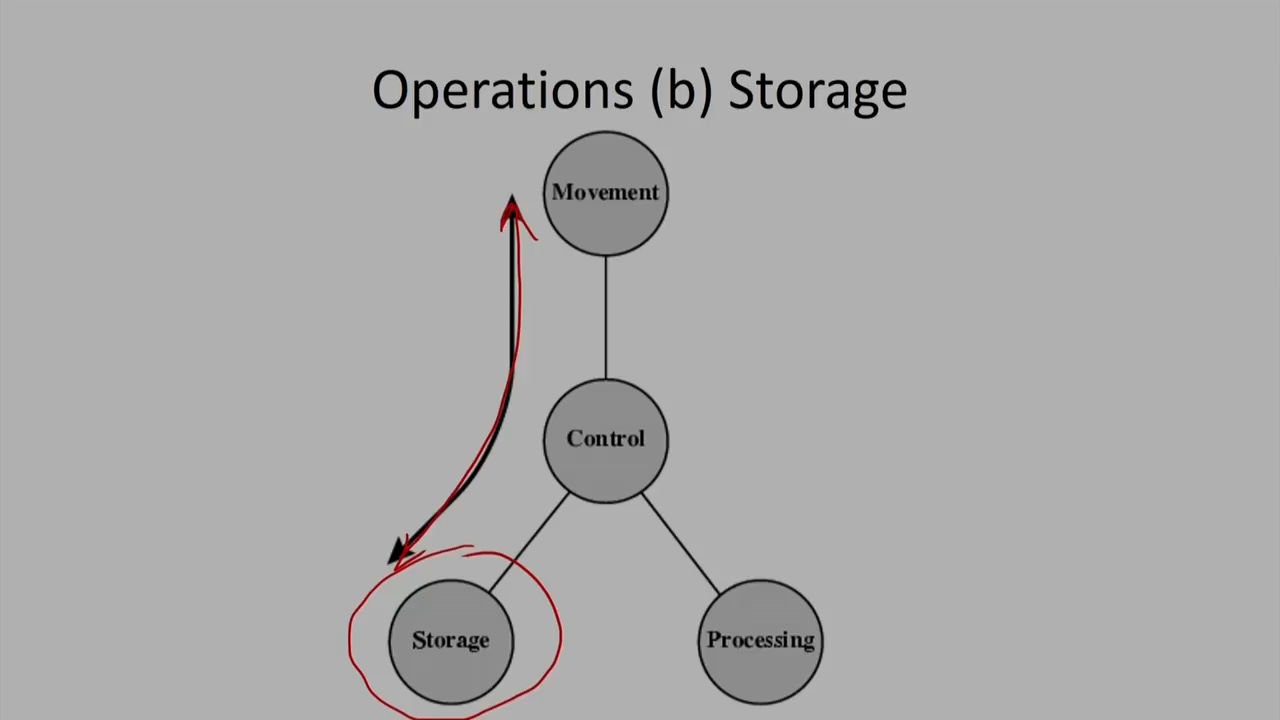 Operations (b) Storage
Movement
Control
Storage
Processing